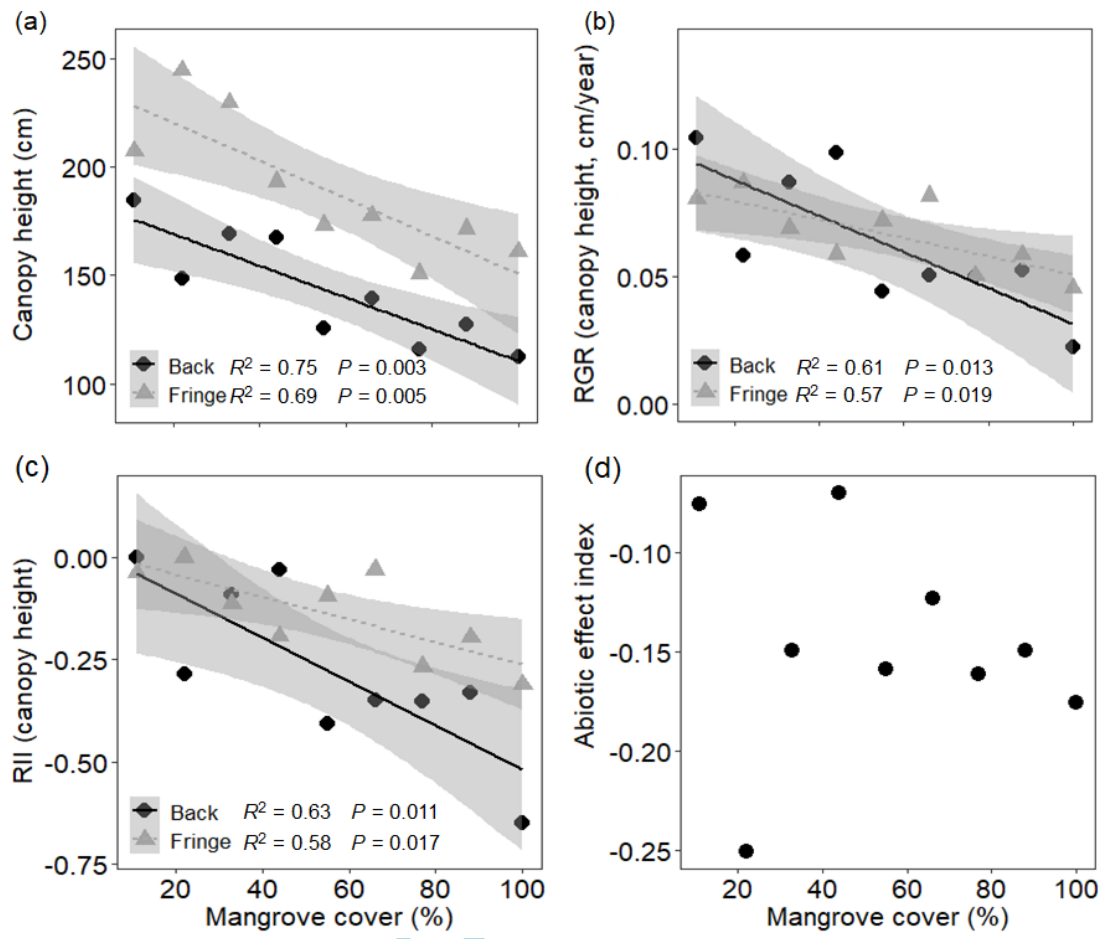 (a)
Canopy height (cm)
250
200
150
100
Back R² = 0.75 P = 0.003
Fringe R² = 0.69 P = 0.005
(b)
RGR (canopy height, cm/year)
0.10
0.05
0.00
Back R² = 0.61 P = 0.013
Fringe R² = 0.57 P = 0.019
(c)
RII (canopy height)
0.00
-0.25
-0.50
-0.75
Back R² = 0.63 P = 0.011
Fringe R² = 0.58 P = 0.017
20 40 60 80 100
Mangrove cover (%)
(d)
Abiotic effect index
-0.10
-0.15
-0.20
-0.25
20 40 60 80 100
Mangrove cover (%)